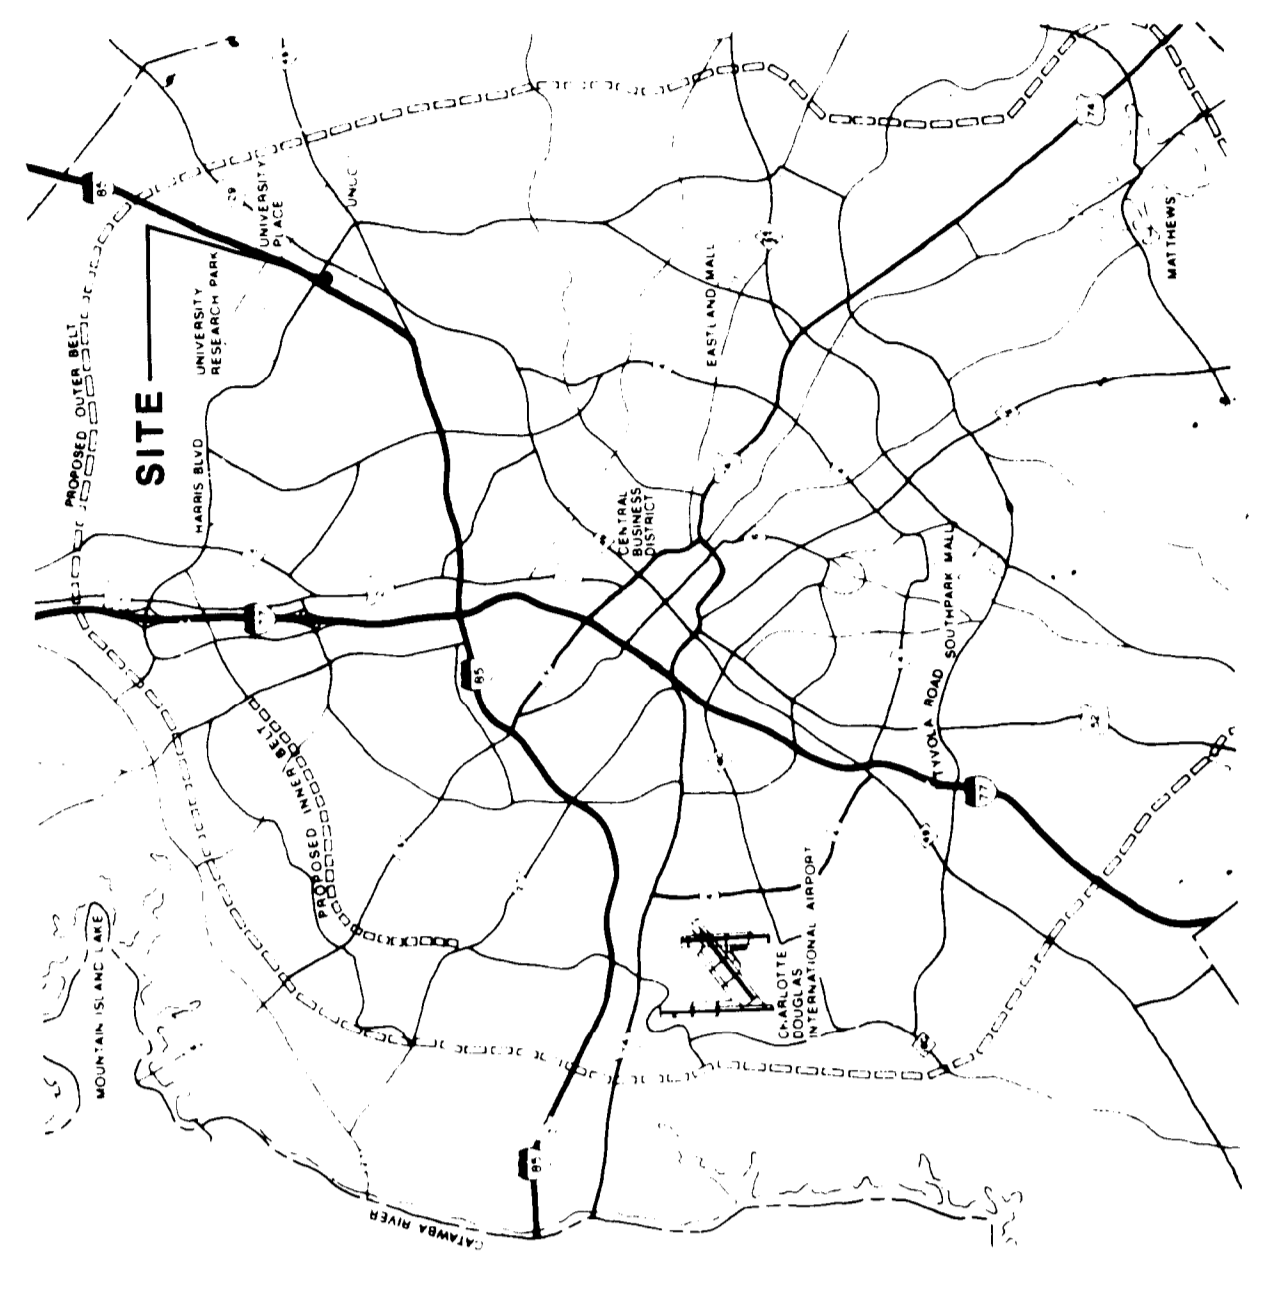 SITE
UNIVERSITY
RESEARCH PARK
UNIVERSITY
PLACE
UNCC
HARRIS BLVD
PROPOSED OUTER BELT
PROPOSED INNER BELT
EASTLAND MALL
MATTHEWS
CENTRAL
BUSINESS
DISTRICT
SOUTHPARK MALL
TYVOLA ROAD
CHARLOTTE
DOUGLAS
INTERNATIONAL AIRPORT
MOUNTAIN ISLAND LAKE
CATAWBA RIVER
85
29
49
74
77
85
77
49
85